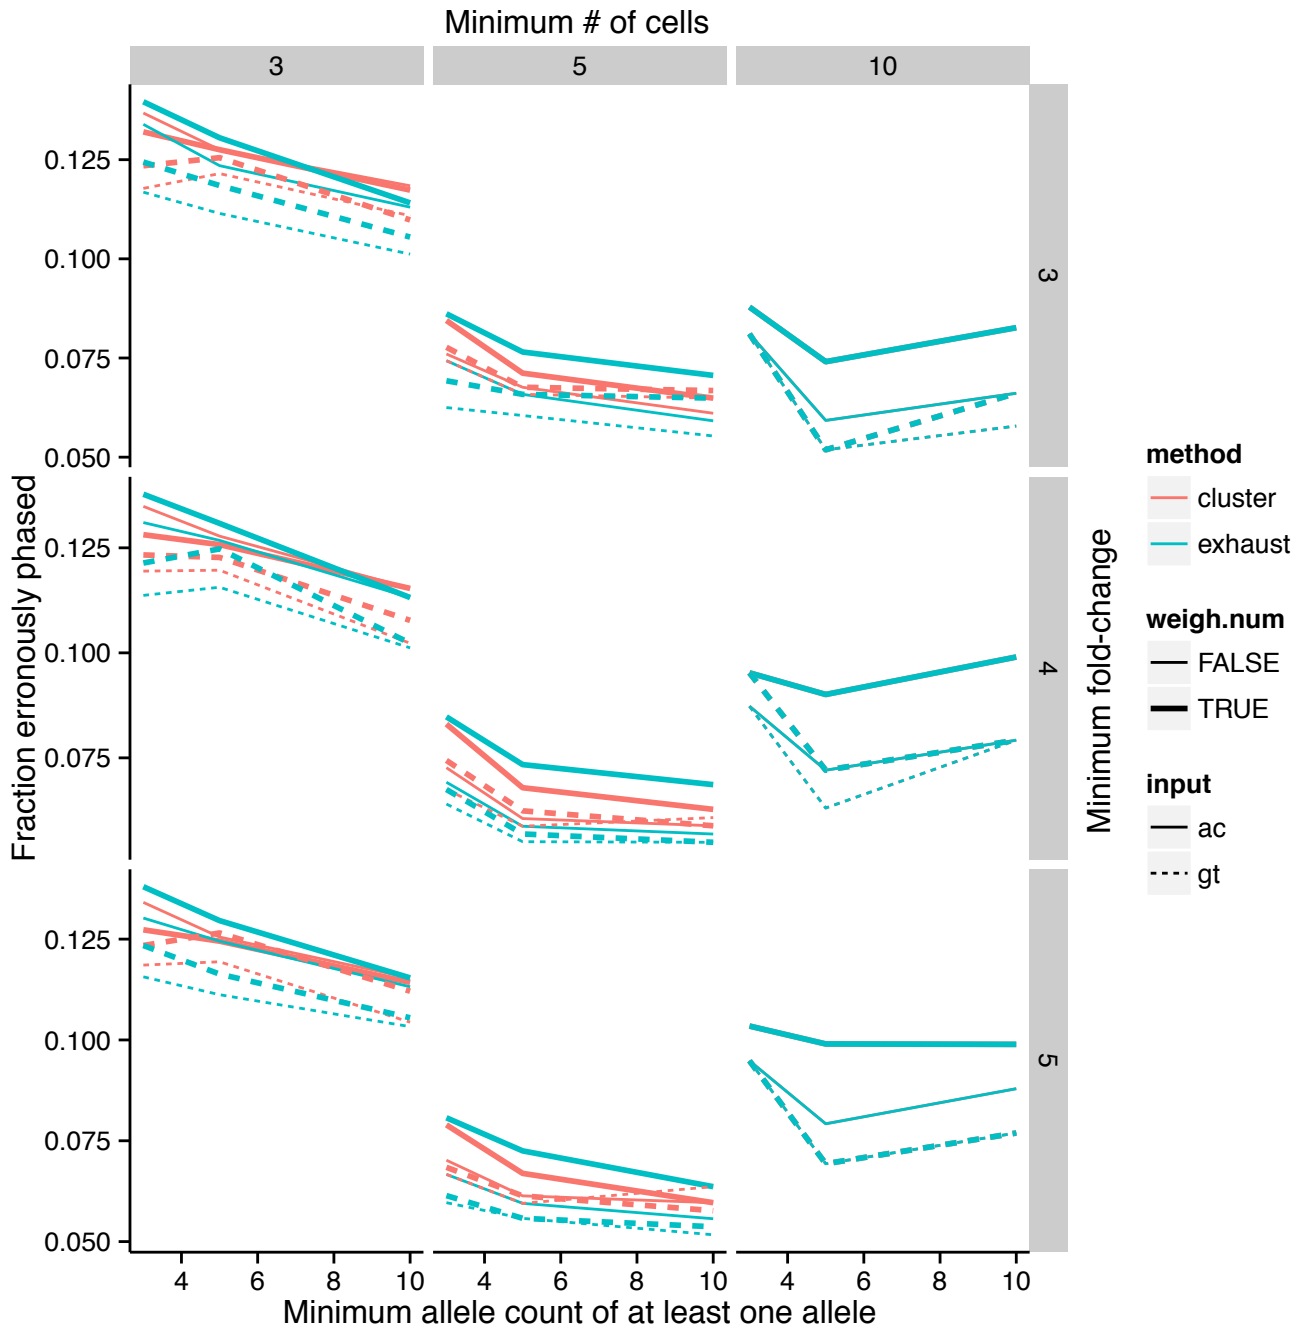 Minimum # of cells
3
5
10
0.125
0.100
0.075
0.050
3
0.125
0.100
0.075
4
0.125
0.100
0.075
0.050
5
Fraction erronously phased
Minimum fold-change
4
6
8
10
4
6
8
10
4
6
8
10
Minimum allele count of at least one allele
method
cluster
exhaust
weigh.num
FALSE
TRUE
input
ac
gt